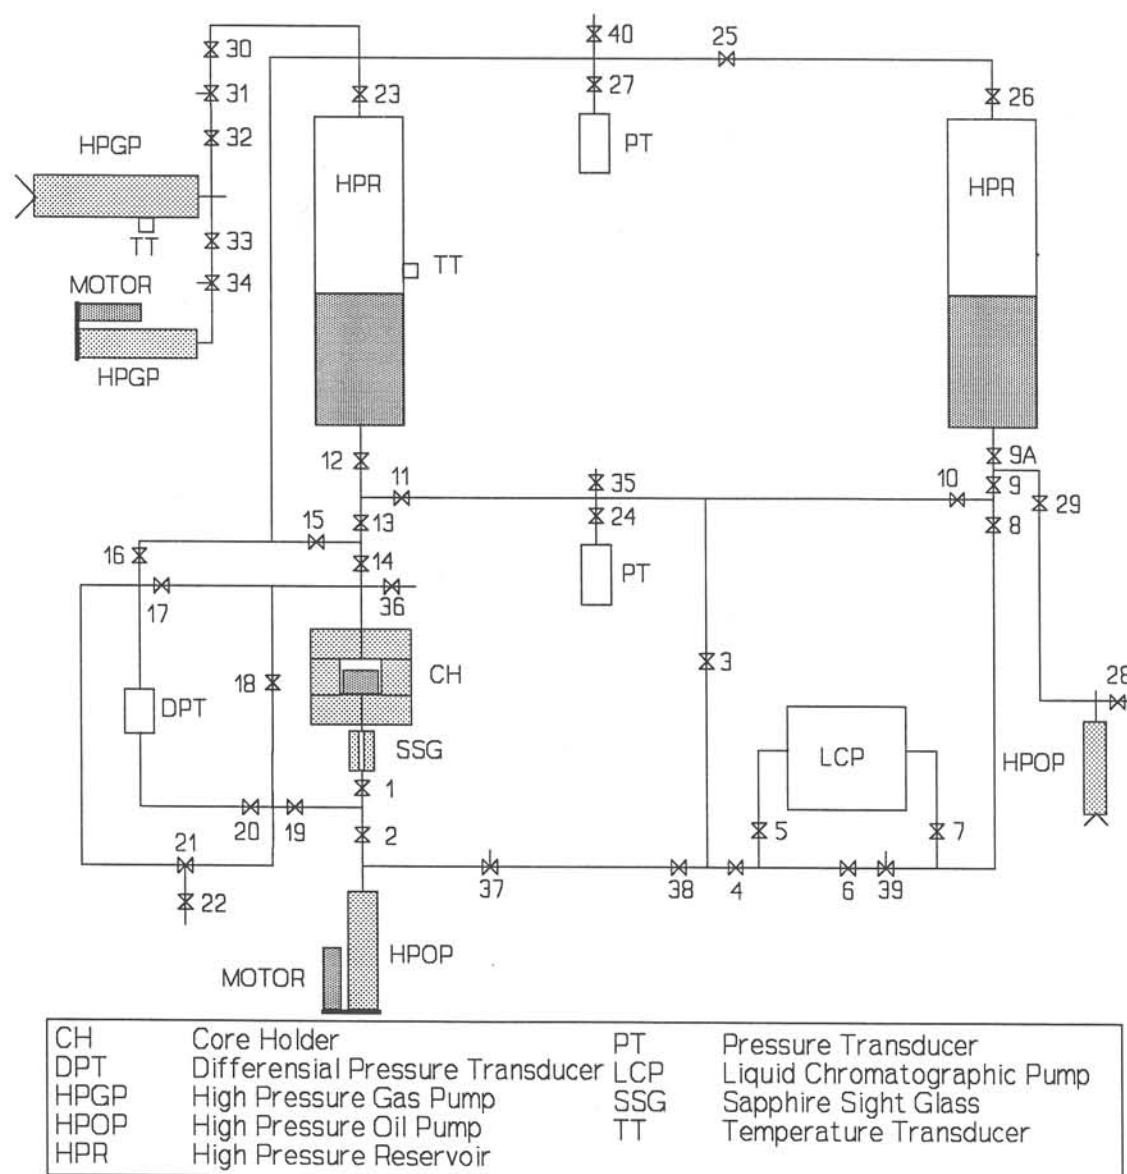 30
40
25
31
23
27
26
32
HPGP
PT
HPR
HPR
TT
33
TT
MOTOR
34
HPGP
12
11
35
10
9A
9
29
15
13
24
8
16
14
PT
17
36
3
18
CH
28
DPT
SSG
LCP
HPOP
1
5
7
20
19
2
21
22
37
38
4
6
39
HPOP
MOTOR
CH Core Holder
DPT Differensial Pressure Transducer
HPGP High Pressure Gas Pump
HPOP High Pressure Oil Pump
HPR High Pressure Reservoir
PT Pressure Transducer
LCP Liquid Chromatographic Pump
SSG Sapphire Sight Glass
TT Temperature Transducer